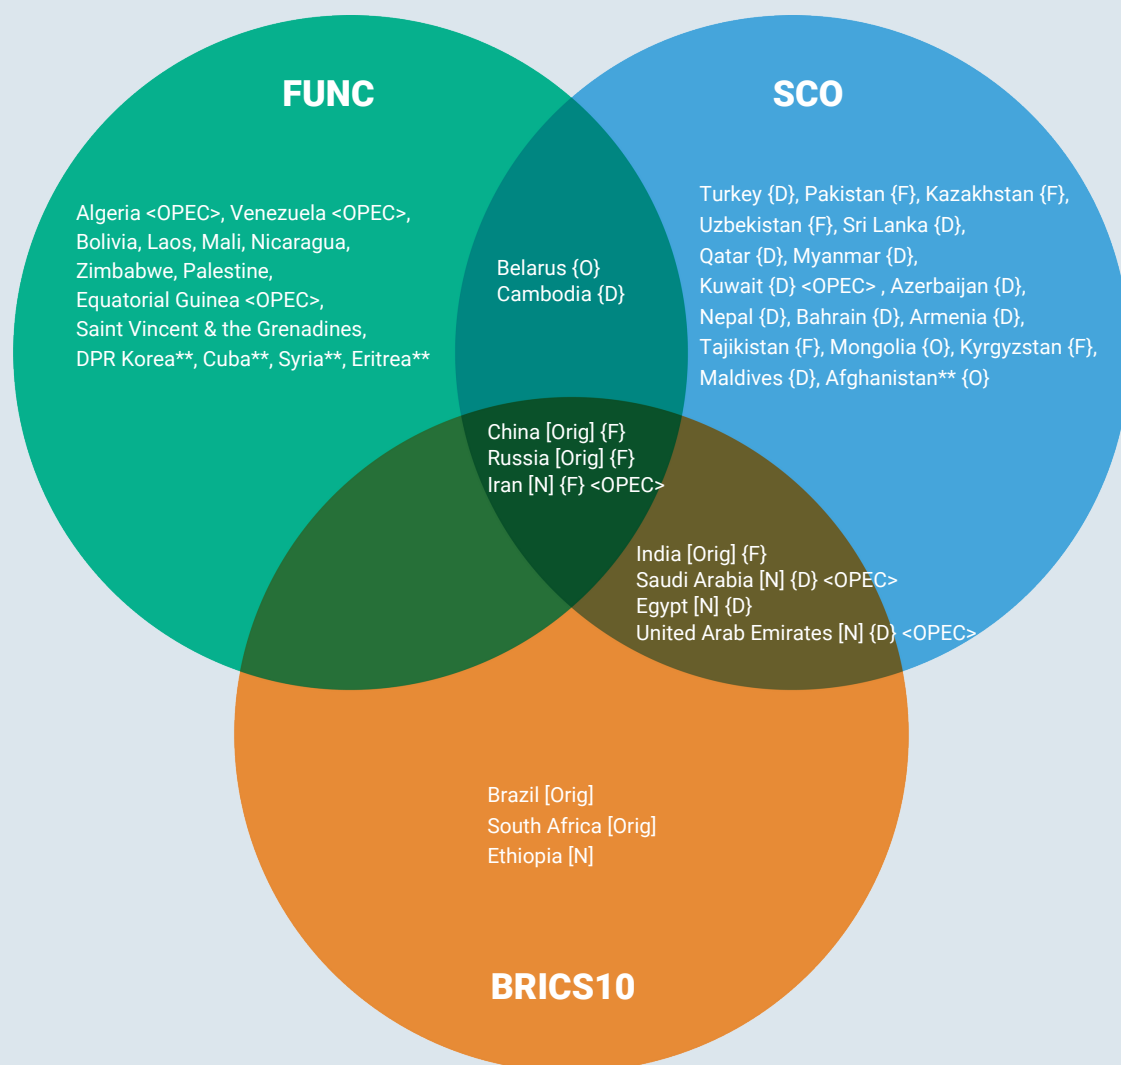 FUNC
SCO
Algeria <OPEC>, Venezuela <OPEC>,
Bolivia, Laos, Mali, Nicaragua,
Zimbabwe, Palestine,
Equatorial Guinea <OPEC>,
Saint Vincent & the Grenadines,
DPR Korea**, Cuba**, Syria**, Eritrea**
Belarus {O}
Cambodia {D}
Turkey {D}, Pakistan {F}, Kazakhstan {F},
Uzbekistan {F}, Sri Lanka {D},
Qatar {D}, Myanmar {D},
Kuwait {D} <OPEC> , Azerbaijan {D},
Nepal {D}, Bahrain {D}, Armenia {D},
Tajikistan {F}, Mongolia {O}, Kyrgyzstan {F},
Maldives {D}, Afghanistan** {O}
China [Orig] {F}
Russia [Orig] {F}
Iran [N] {F} <OPEC>
India [Orig] {F}
Saudi Arabia [N] {D} <OPEC>
Egypt [N] {D}
United Arab Emirates [N] {D} <OPEC>
Brazil [Orig]
South Africa [Orig]
Ethiopia [N]
BRICS10